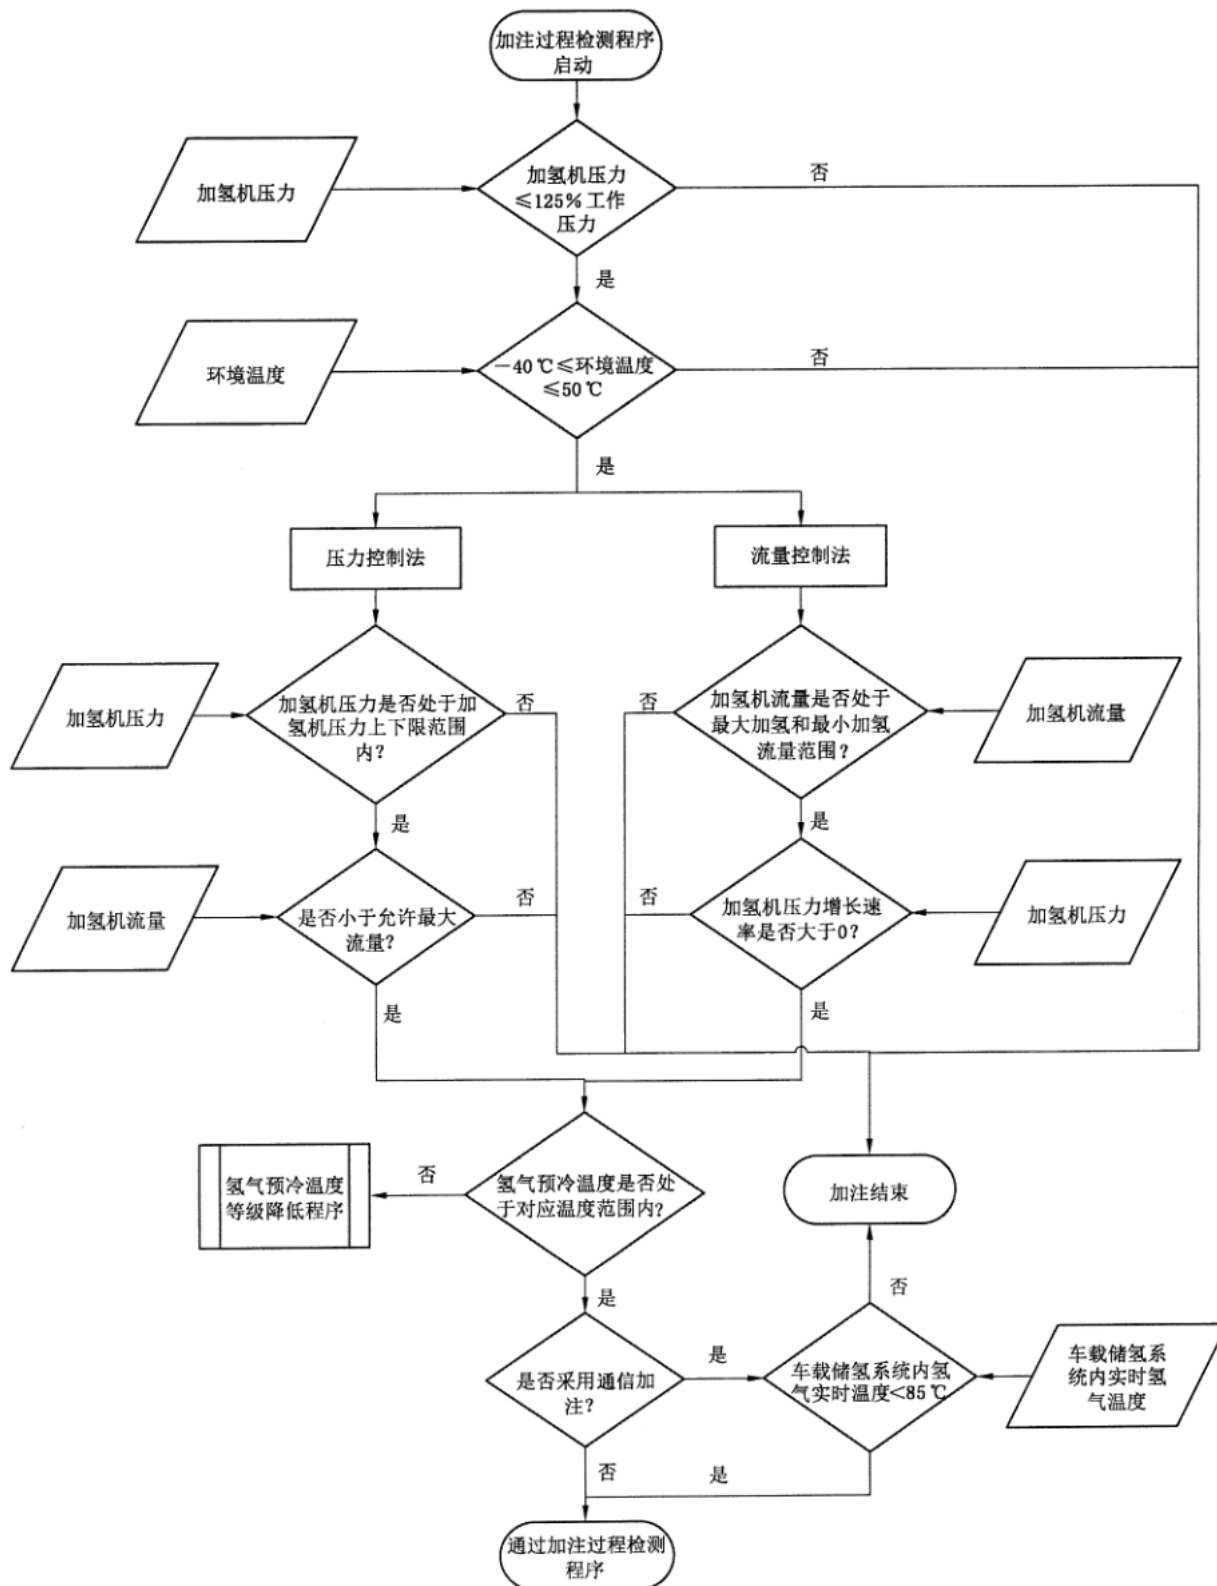 加注过程检测程序
启动
加氢机压力
加氢机压力
≤125%工作
压力
否
是
环境温度
－40℃≤环境温度
≤50℃
否
是
压力控制法
流量控制法
加氢机压力
加氢机压力是否处于加
氢机压力上下限范围
内？
否
否
加氢机流量是否处于
最大加氢和最小加氢
流量范围？
加氢机流量
是
是
加氢机流量
是否小于允许最大
流量？
否
否
加氢机压力增长速
率是否大于0？
加氢机压力
是
是
氢气预冷温度
等级降低程序
否
氢气预冷温度是否处
于对应温度范围内？
加注结束
是
否
是否采用通信加
注？
是
车载储氢系统内氢
气实时温度<85℃
车载储氢系
统内实时氢
气温度
否
是
通过加注过程检测
程序